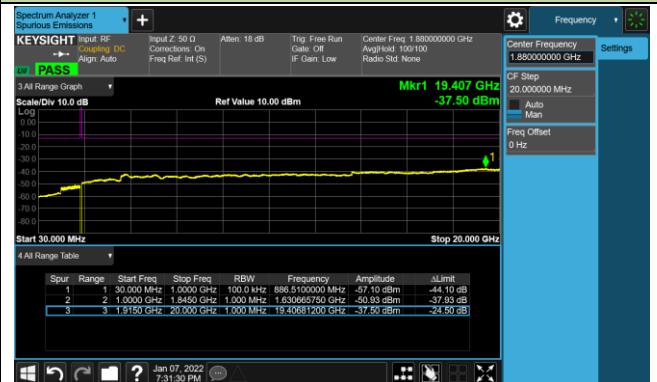 Spectrum Analyzer 1
Spurious Emissions
Frequency
KEYSIGHT
Input: RF
Coupling: DC
Align: Auto
Input Z: 50 Ω
Corrections: On
Freq Ref: Int (S)
Atten: 18 dB
Trig: Free Run
Gate: Off
IF Gain: Low
Center Freq: 1.880000000 GHz
Avg|Hold: 100/100
Radio Std: None
PASS
Center Frequency
1.880000000 GHz
Settings
CF Step
20.000000 MHz
Auto
Man
Freq Offset
0 Hz
3 All Range Graph
Mkr1 19.407 GHz
Scale/Div 10.0 dB
Ref Value 10.00 dBm
-37.50 dBm
Log
0.00
-10.0
-20.0
-30.0
-40.0
-50.0
-60.0
-70.0
-80.0
1
Start 30.000 MHz
Stop 20.000 GHz
4 All Range Table
Spur Range Start Freq Stop Freq RBW Frequency Amplitude ΔLimit
1 1 30.000 MHz 1.0000 GHz 100.0 kHz 886.5100000 MHz -57.10 dBm -44.10 dB
2 2 1.0000 GHz 1.8450 GHz 1.000 MHz 1.630665750 GHz -50.93 dBm -37.93 dB
3 3 1.9150 GHz 20.000 GHz 1.000 MHz 19.40681200 GHz -37.50 dBm -24.50 dB
Jan 07, 2022
7:31:30 PM